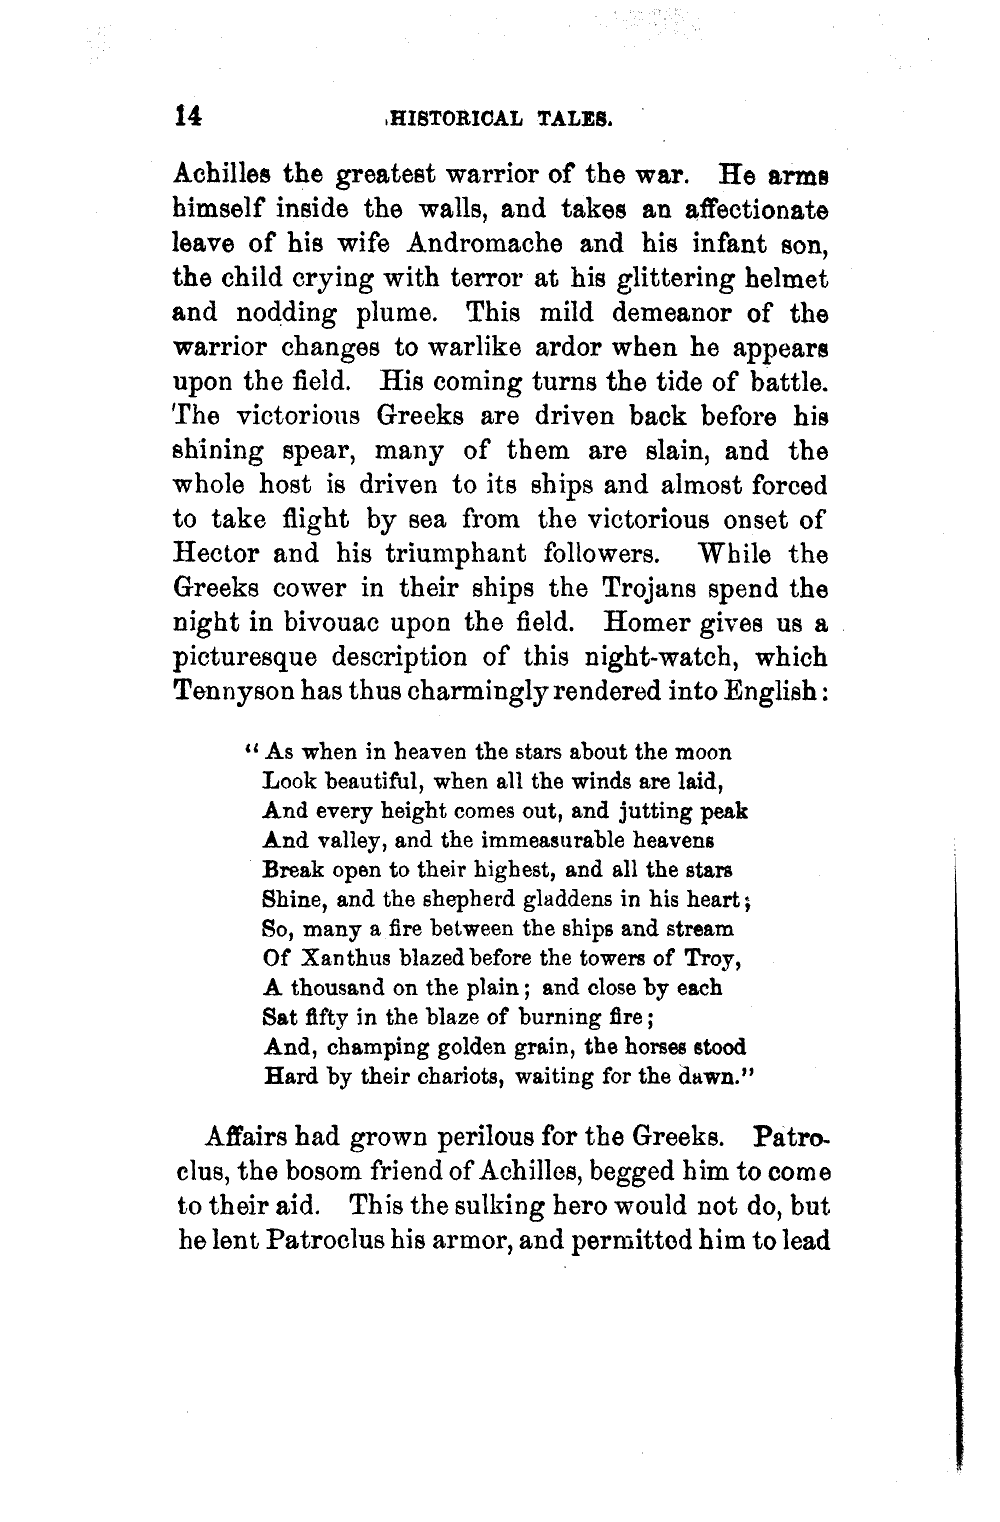 14 HISTORICAL TALES.
Achilles the greatest warrior of the war. He arms
himself inside the walls, and takes an affectionate
leave of his wife Andromache and his infant son,
the child crying with terror at his glittering helmet
and nodding plume. This mild demeanor of the
warrior changes to warlike ardor when he appears
upon the field. His coming turns the tide of battle.
The victorious Greeks are driven back before his
shining spear, many of them are slain, and the
whole host is driven to its ships and almost forced
to take flight by sea from the victorious onset of
Hector and his triumphant followers. While the
Greeks cower in their ships the Trojans spend the
night in bivouac upon the field. Homer gives us a
picturesque description of this night-watch, which
Tennyson has thus charmingly rendered into English:
“As when in heaven the stars about the moon
Look beautiful, when all the winds are laid,
And every height comes out, and jutting peak
And valley, and the immeasurable heavens
Break open to their highest, and all the stars
Shine, and the shepherd gladdens in his heart;
So, many a fire between the ships and stream
Of Xanthus blazed before the towers of Troy,
A thousand on the plain; and close by each
Sat fifty in the blaze of burning fire;
And, champing golden grain, the horses stood
Hard by their chariots, waiting for the dawn.”
Affairs had grown perilous for the Greeks. Patro-
clus, the bosom friend of Achilles, begged him to come
to their aid. This the sulking hero would not do, but
he lent Patroclus his armor, and permitted him to lead